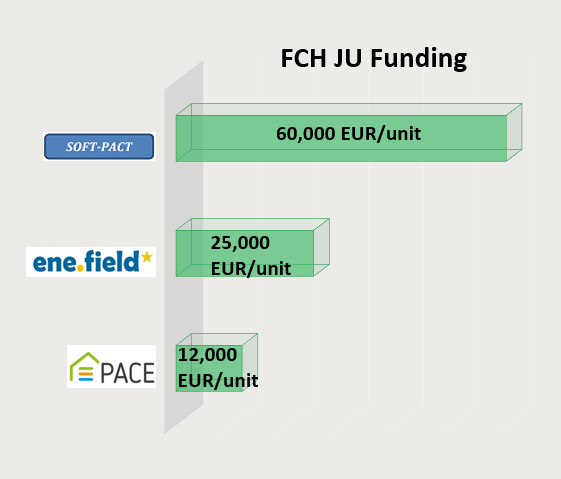 FCH JU Funding
SOFT-PACT
60,000 EUR/unit
ene.field
25,000
EUR/unit
PACE
12,000
EUR/unit